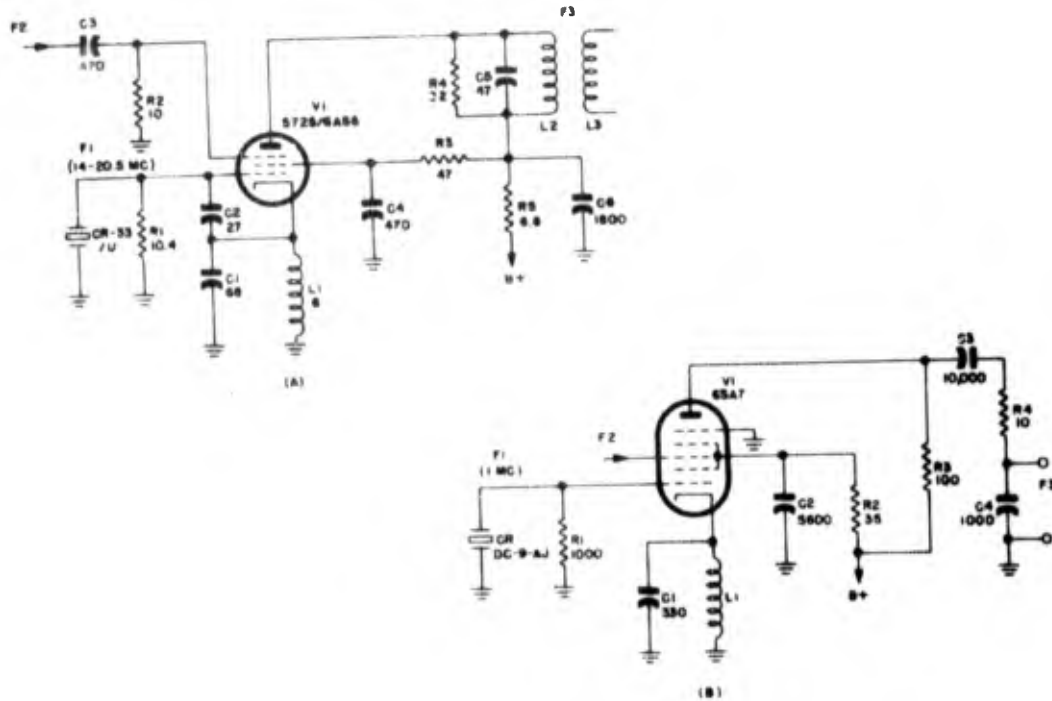 F3
F2
C3
470
R2
10
V1
5725/6AS6
R4
C5
47
L2
L3
F1
(14-20.5 MC)
R3
47
C2
27
C4
470
R5
6.8
C6
1800
CR-33
/U
R1
10.4
C1
68
L1
6
B+
(A)
C3
10,000
V1
6SA7
R4
10
F2
F1
(1 MC)
R3
100
F3
C2
5600
R2
35
C4
1000
CR
DC-9-AJ
R1
1000
C1
330
L1
B+
(B)